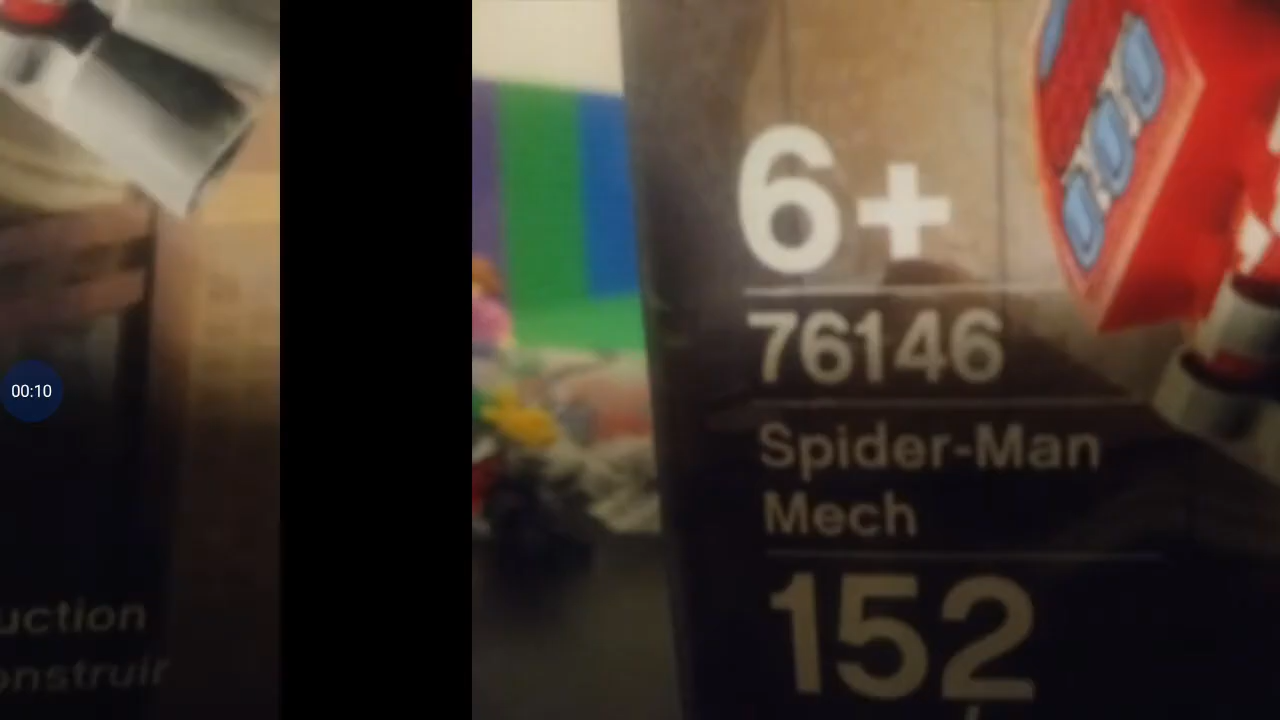 00:10
uction
onstruir
6+
76146
Spider-Man
Mech
152